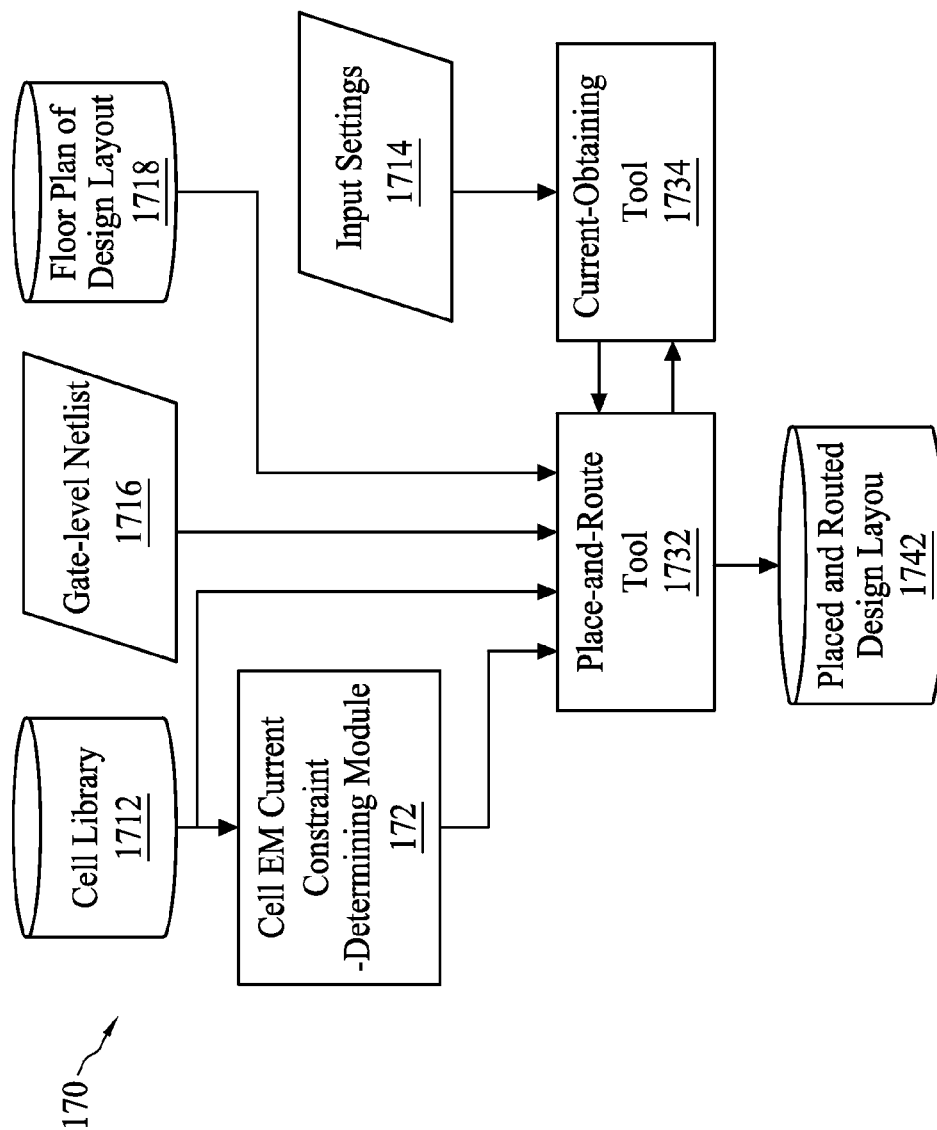 170
Cell Library
1712
Gate-level Netlist
1716
Floor Plan of
Design Layout
1718
Cell EM Current
Constraint
-Determining Module
172
Input Settings
1714
Place-and-Route
Tool
1732
Current-Obtaining
Tool
1734
Placed and Routed
Design Layou
1742